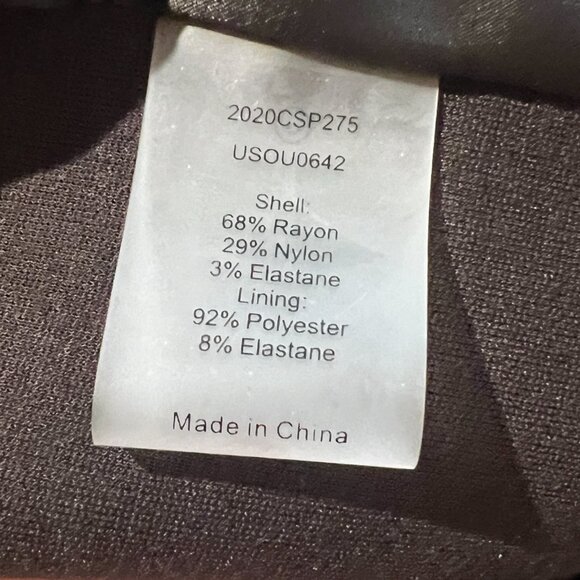 2020CSP275
USOU0642
Shell:
68% Rayon
29% Nylon
3% Elastane
Lining:
92% Polyester
8% Elastane
Made in China